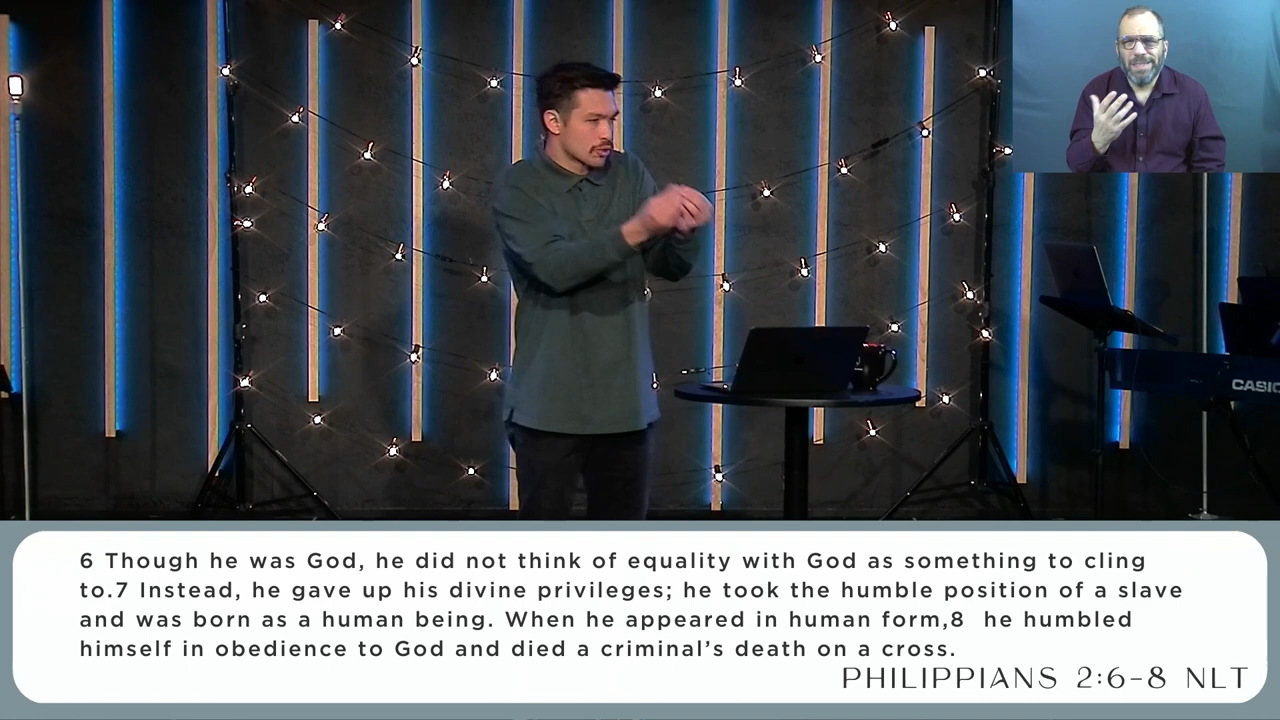 CASIO
6 Though he was God, he did not think of equality with God as something to cling
to.7 Instead, he gave up his divine privileges; he took the humble position of a slave
and was born as a human being. When he appeared in human form,8  he humbled
himself in obedience to God and died a criminal's death on a cross.
PHILIPPIANS 2:6-8 NLT